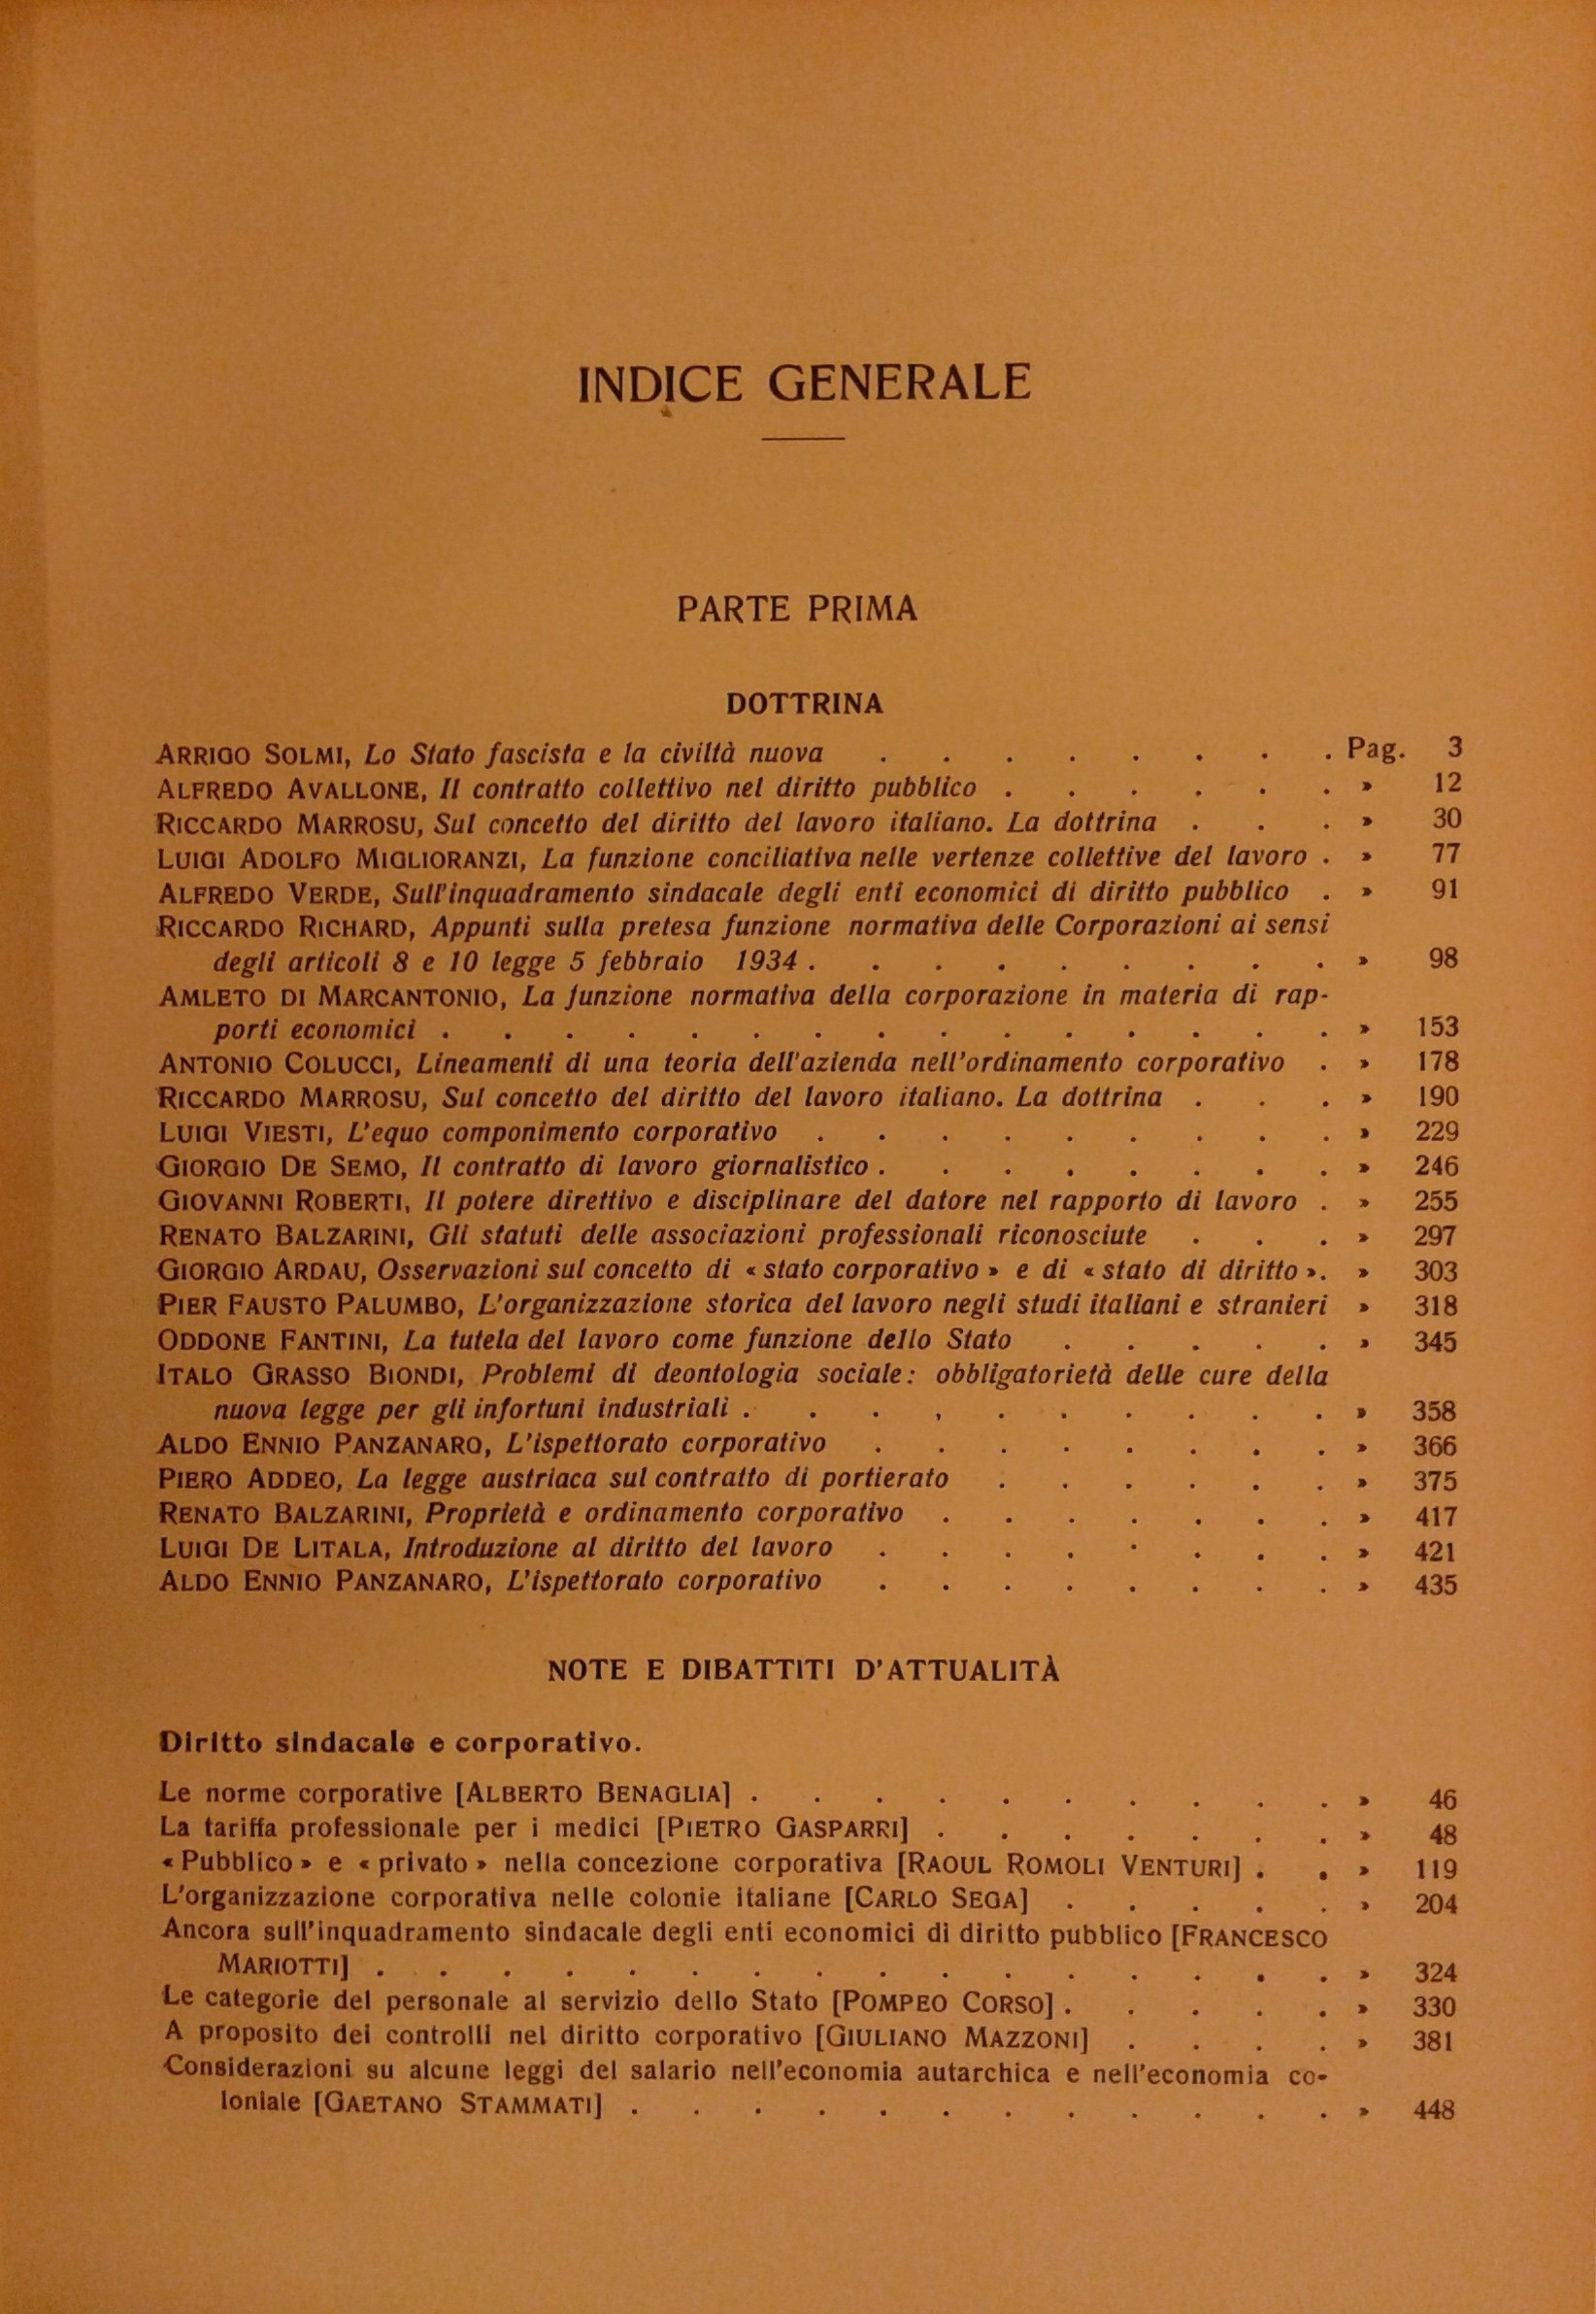 INDICE GENERALE
PARTE PRIMA
DOTTRINA
ARRIGO SOLMI, Lo Stato fascista e la civiltà nuova . . . . . . . . Pag. 3
ALFREDO AVALLONE, Il contratto collettivo nel diritto pubblico . . . . . . » 12
RICCARDO MARROSU, Sul concetto del diritto del lavoro italiano. La dottrina . . . » 30
LUIGI ADOLFO MIGLIORANZI, La funzione conciliativa nelle vertenze collettive del lavoro . » 77
ALFREDO VERDE, Sull'inquadramento sindacale degli enti economici di diritto pubblico . » 91
RICCARDO RICHARD, Appunti sulla pretesa funzione normativa delle Corporazioni ai sensi
degli articoli 8 e 10 legge 5 febbraio 1934 . . . . . . . . . » 98
AMLETO DI MARCANTONIO, La funzione normativa della corporazione in materia di rap-
porti economici . . . . . . . . . . . . . . . » 153
ANTONIO COLUCCI, Lineamenti di una teoria dell'azienda nell'ordinamento corporativo . » 178
RICCARDO MARROSU, Sul concetto del diritto del lavoro italiano. La dottrina . . . » 190
LUIGI VIESTI, L'equo componimento corporativo . . . . . . . . . » 229
GIORGIO DE SEMO, Il contratto di lavoro giornalistico . . . . . . . . » 246
GIOVANNI ROBERTI, Il potere direttivo e disciplinare del datore nel rapporto di lavoro . » 255
RENATO BALZARINI, Gli statuti delle associazioni professionali riconosciute . . . » 297
GIORGIO ARDAU, Osservazioni sul concetto di « stato corporativo » e di « stato di diritto ». » 303
PIER FAUSTO PALUMBO, L'organizzazione storica del lavoro negli studi italiani e stranieri » 318
ODDONE FANTINI, La tutela del lavoro come funzione dello Stato . . . . . » 345
ITALO GRASSO BIONDI, Problemi di deontologia sociale: obbligatorietà delle cure della
nuova legge per gli infortuni industriali . . . . . . . . . . » 358
ALDO ENNIO PANZANARO, L'ispettorato corporativo . . . . . . . . » 366
PIERO ADDEO, La legge austriaca sul contratto di portierato . . . . . . » 375
RENATO BALZARINI, Proprietà e ordinamento corporativo . . . . . . . » 417
LUIGI DE LITALA, Introduzione al diritto del lavoro . . . . . . . . » 421
ALDO ENNIO PANZANARO, L'ispettorato corporativo . . . . . . . . » 435
NOTE E DIBATTITI D'ATTUALITÀ
Diritto sindacale e corporativo.
Le norme corporative [ALBERTO BENAGLIA] . . . . . . . . . . » 46
La tariffa professionale per i medici [PIETRO GASPARRI] . . . . . . . » 48
« Pubblico » e « privato » nella concezione corporativa [RAOUL ROMOLI VENTURI] . . » 119
L'organizzazione corporativa nelle colonie italiane [CARLO SEGA] . . . . . » 204
Ancora sull'inquadramento sindacale degli enti economici di diritto pubblico [FRANCESCO
MARIOTTI] . . . . . . . . . . . . . . . . » 324
Le categorie del personale al servizio dello Stato [POMPEO CORSO] . . . . . » 330
A proposito dei controlli nel diritto corporativo [GIULIANO MAZZONI] . . . . » 381
Considerazioni su alcune leggi del salario nell'economia autarchica e nell'economia co-
loniale [GAETANO STAMMATI] . . . . . . . . . . . . » 448